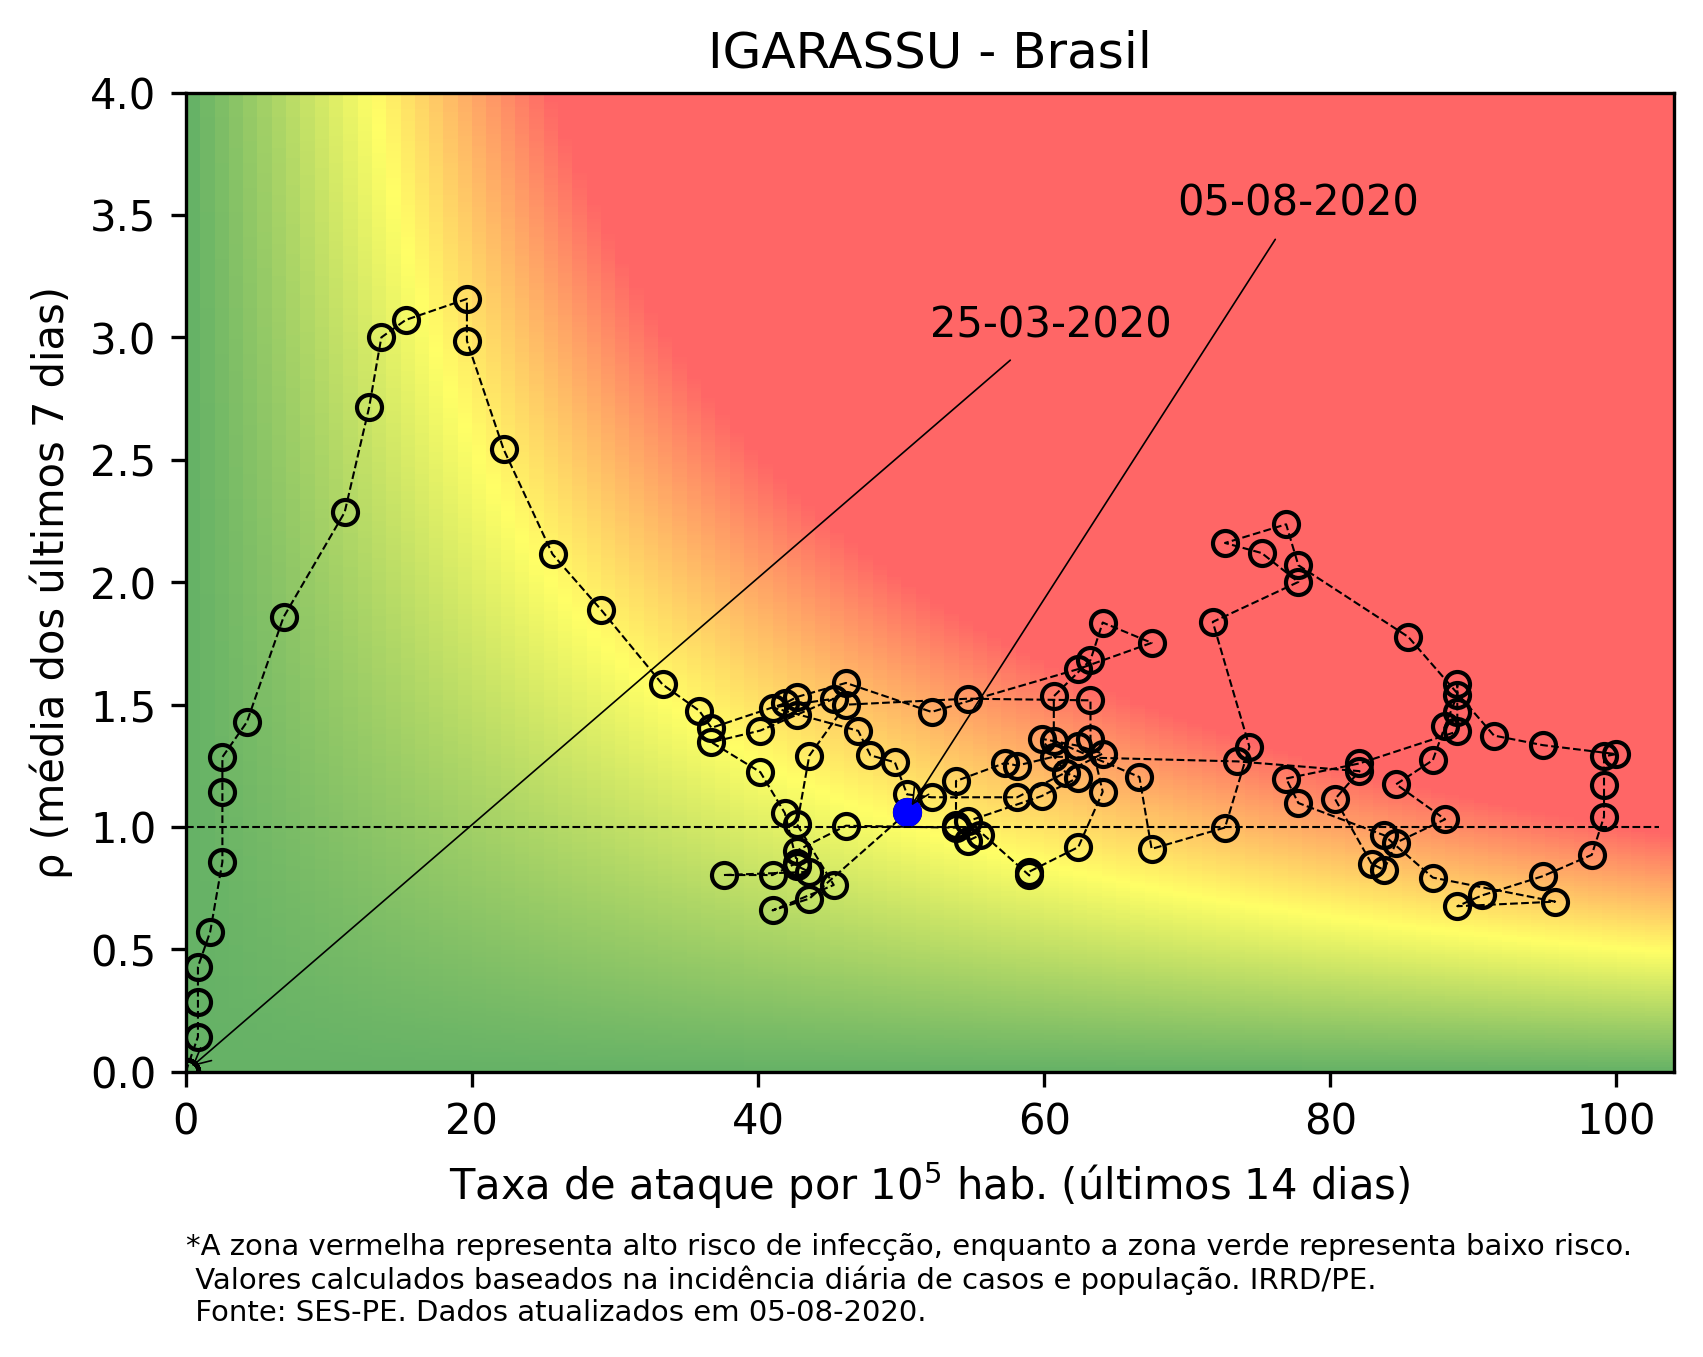 IGARASSU - Brasil
4.0
3.5
3.0
2.5
2.0
1.5
1.0
0.5
0.0
ρ (média dos últimos 7 dias)
05-08-2020
25-03-2020
0 20 40 60 80 100
Taxa de ataque por 10⁵ hab. (últimos 14 dias)
*A zona vermelha representa alto risco de infecção, enquanto a zona verde representa baixo risco.
Valores calculados baseados na incidência diária de casos e população. IRRD/PE.
Fonte: SES-PE. Dados atualizados em 05-08-2020.